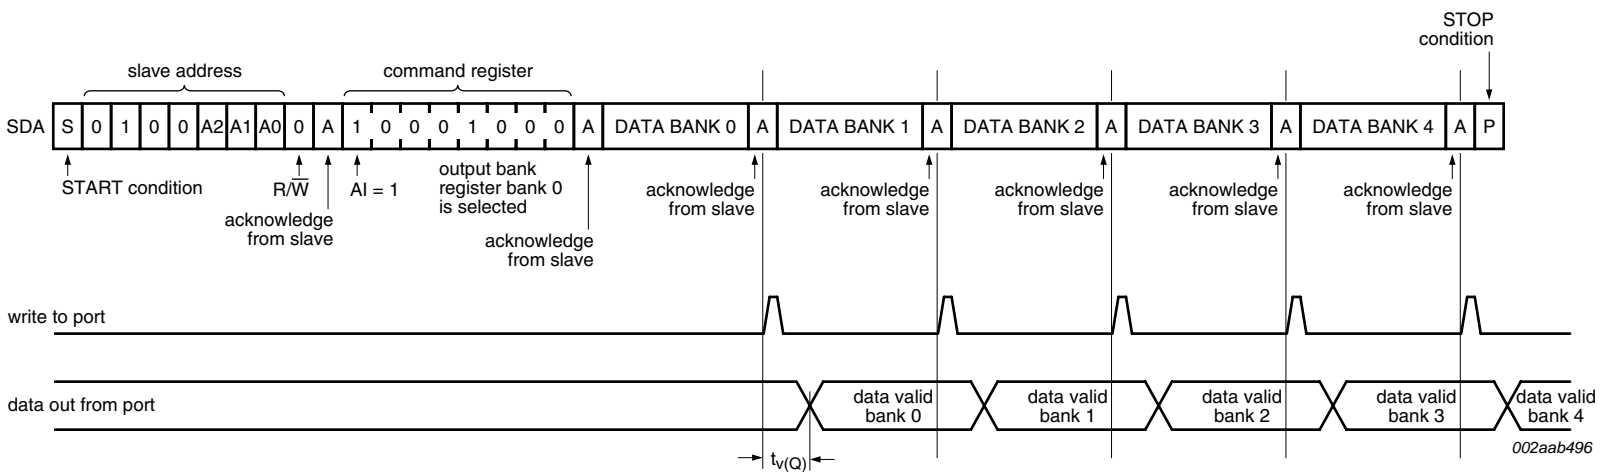 STOP
condition
slave address
command register
SDA
S 0 1 0 0 A2 A1 A0 0 A 1 0 0 0 1 0 0 0 A DATA BANK 0 A DATA BANK 1 A DATA BANK 2 A DATA BANK 3 A DATA BANK 4 A P
START condition
R/W̅
AI = 1
output bank
register bank 0
is selected
acknowledge
from slave
acknowledge
from slave
acknowledge
from slave
acknowledge
from slave
acknowledge
from slave
acknowledge
from slave
acknowledge
from slave
write to port
data out from port
data valid
bank 0
data valid
bank 1
data valid
bank 2
data valid
bank 3
data valid
bank 4
tv(Q)
002aab496